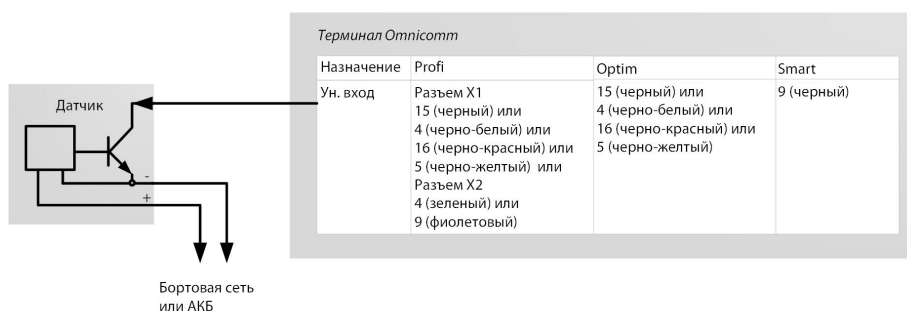 Терминал Omnicomm
Назначение Profi Optim Smart
Ун. вход
Разъем X1
15 (черный) или
4 (черно-белый) или
16 (черно-красный) или
5 (черно-желтый) или
Разъем X2
4 (зеленый) или
9 (фиолетовый)
15 (черный) или
4 (черно-белый) или
16 (черно-красный) или
5 (черно-желтый)
9 (черный)
Датчик
-
+
Бортовая сеть
или АКБ